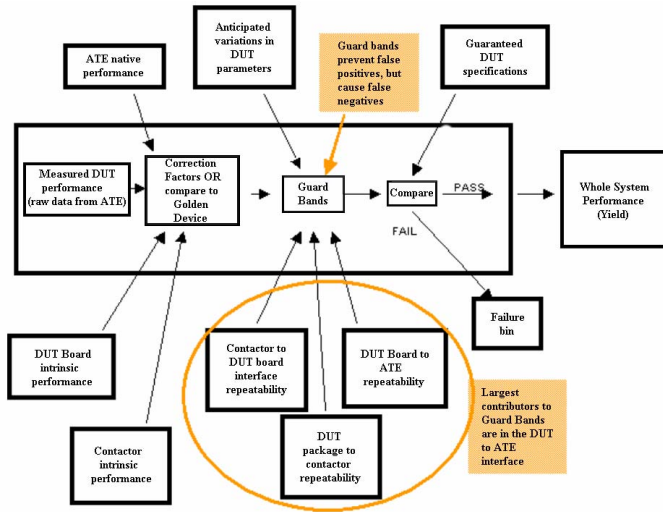 ATE native
performance
Anticipated
variations in
DUT
parameters
Guard bands
prevent false
positives, but
cause false
negatives
Guaranteed
DUT
specifications
Measured DUT
performance
(raw data from ATE)
Correction
Factors OR
compare to
Golden
Device
Guard
Bands
Compare
PASS
FAIL
Whole System
Performance
(Yield)
Failure
bin
DUT Board
intrinsic
performance
Contactor
intrinsic
performance
Contactor to
DUT board
interface
repeatability
DUT
package to
contactor
repeatability
DUT Board to
ATE
repeatability
Largest
contributors to
Guard Bands
are in the DUT
to ATE
interface